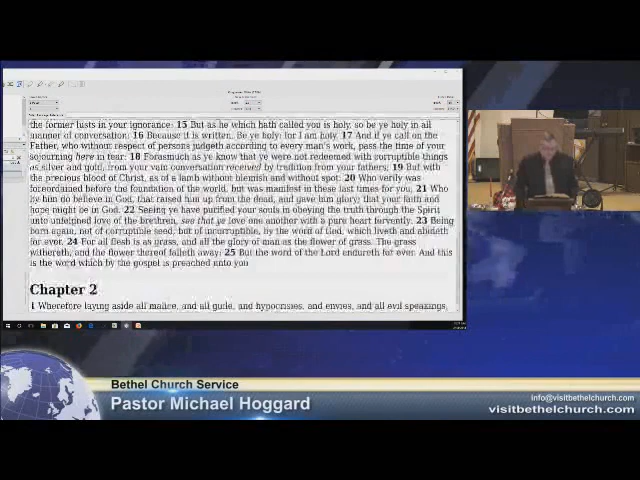 the former lusts in your ignorance: 15 But as he which hath called you is holy, so be ye holy in all
manner of conversation; 16 Because it is written, Be ye holy; for I am holy. 17 And if ye call on the
Father, who without respect of persons judgeth according to every man's work, pass the time of your
sojourning here in fear: 18 Forasmuch as ye know that ye were not redeemed with corruptible things
as silver and gold, from your vain conversation received by tradition from your fathers; 19 But with
the precious blood of Christ, as of a lamb without blemish and without spot: 20 Who verily was
foreordained before the foundation of the world, but was manifest in these last times for you, 21 Who
by him do believe in God, that raised him up from the dead, and gave him glory; that your faith and
hope might be in God. 22 Seeing ye have purified your souls in obeying the truth through the Spirit
unto unfeigned love of the brethren, see that ye love one another with a pure heart fervently: 23 Being
born again, not of corruptible seed, but of incorruptible, by the word of God, which liveth and abideth
for ever. 24 For all flesh is as grass, and all the glory of man as the flower of grass. The grass
withereth, and the flower thereof falleth away: 25 But the word of the Lord endureth for ever. And this
is the word which by the gospel is preached unto you
Chapter 2
1 Wherefore laying aside all malice, and all guile, and hypocrisies, and envies, and all evil speakings,
Bethel Church Service
Pastor Michael Hoggard
info@visitbethelchurch.com
visitbethelchurch.com